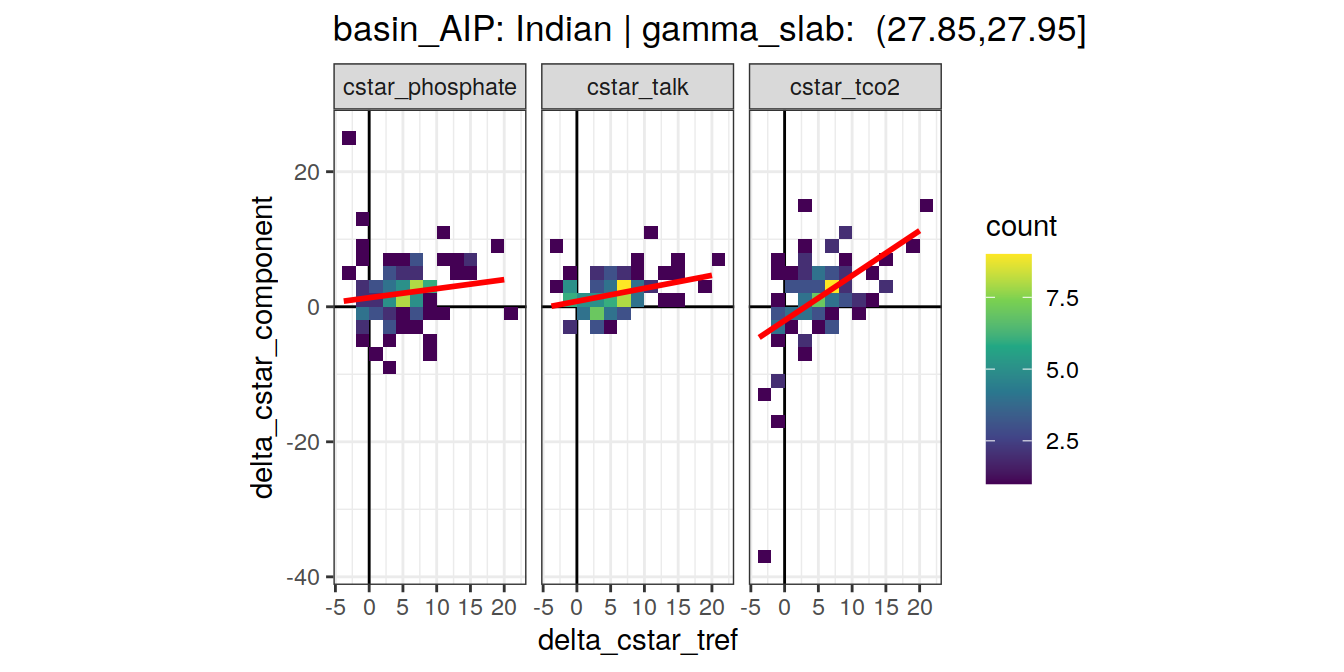 basin_AIP: Indian | gamma_slab:  (27.85,27.95]
cstar_phosphate
cstar_talk
cstar_tco2
delta_cstar_component
20
0
-20
-40
-5 0 5 10 15 20
-5 0 5 10 15 20
-5 0 5 10 15 20
delta_cstar_tref
count
7.5
5.0
2.5